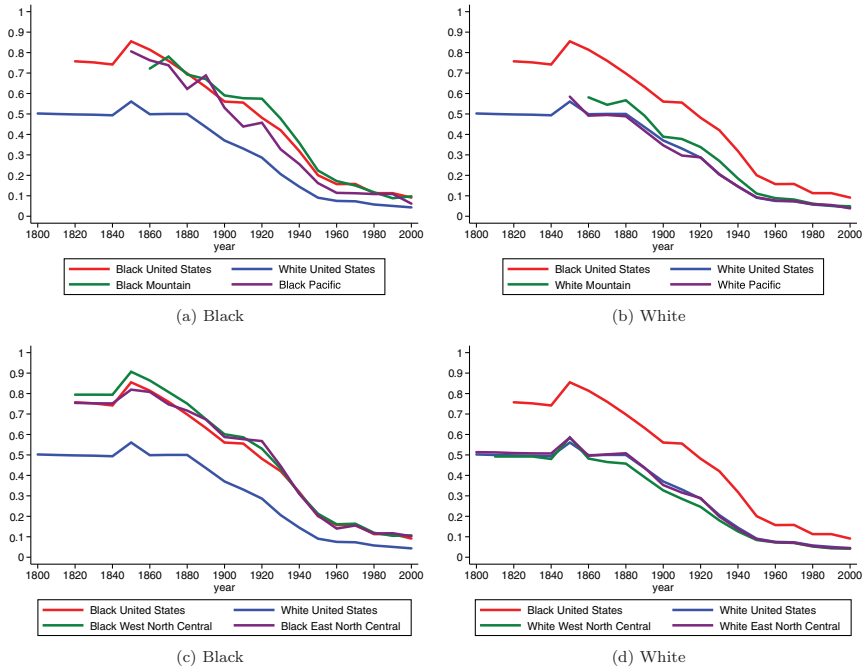 1
0.9
0.8
0.7
0.6
0.5
0.4
0.3
0.2
0.1
0
1800 1820 1840 1860 1880 1900 1920 1940 1960 1980 2000
year
Black United States White United States
Black Mountain Black Pacific
(a) Black
1
0.9
0.8
0.7
0.6
0.5
0.4
0.3
0.2
0.1
0
1800 1820 1840 1860 1880 1900 1920 1940 1960 1980 2000
year
Black United States White United States
White Mountain White Pacific
(b) White
1
0.9
0.8
0.7
0.6
0.5
0.4
0.3
0.2
0.1
0
1800 1820 1840 1860 1880 1900 1920 1940 1960 1980 2000
year
Black United States White United States
Black West North Central Black East North Central
(c) Black
1
0.9
0.8
0.7
0.6
0.5
0.4
0.3
0.2
0.1
0
1800 1820 1840 1860 1880 1900 1920 1940 1960 1980 2000
year
Black United States White United States
White West North Central White East North Central
(d) White